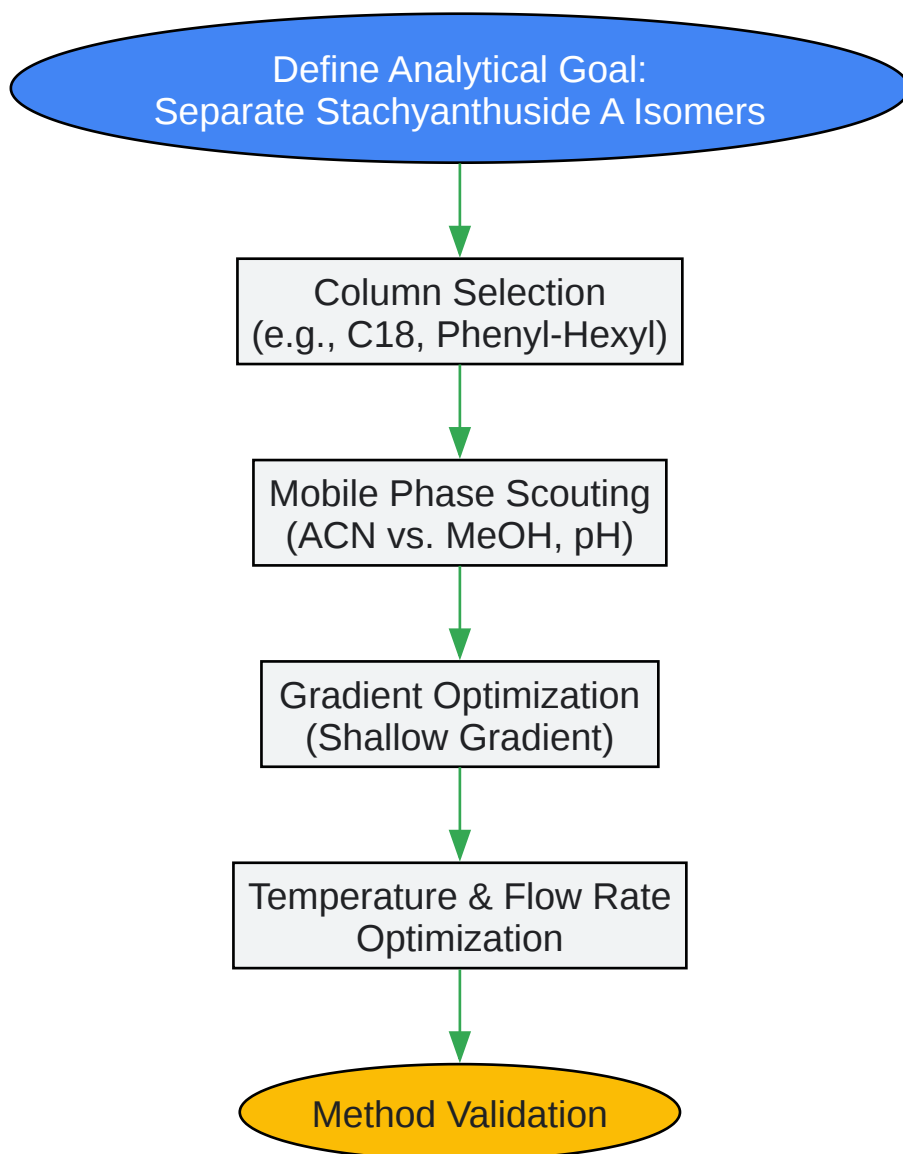 Define Analytical Goal:
Separate Stachyanthuside A Isomers
Column Selection
(e.g., C18, Phenyl-Hexyl)
Mobile Phase Scouting
(ACN vs. MeOH, pH)
Gradient Optimization
(Shallow Gradient)
Temperature & Flow Rate
Optimization
Method Validation